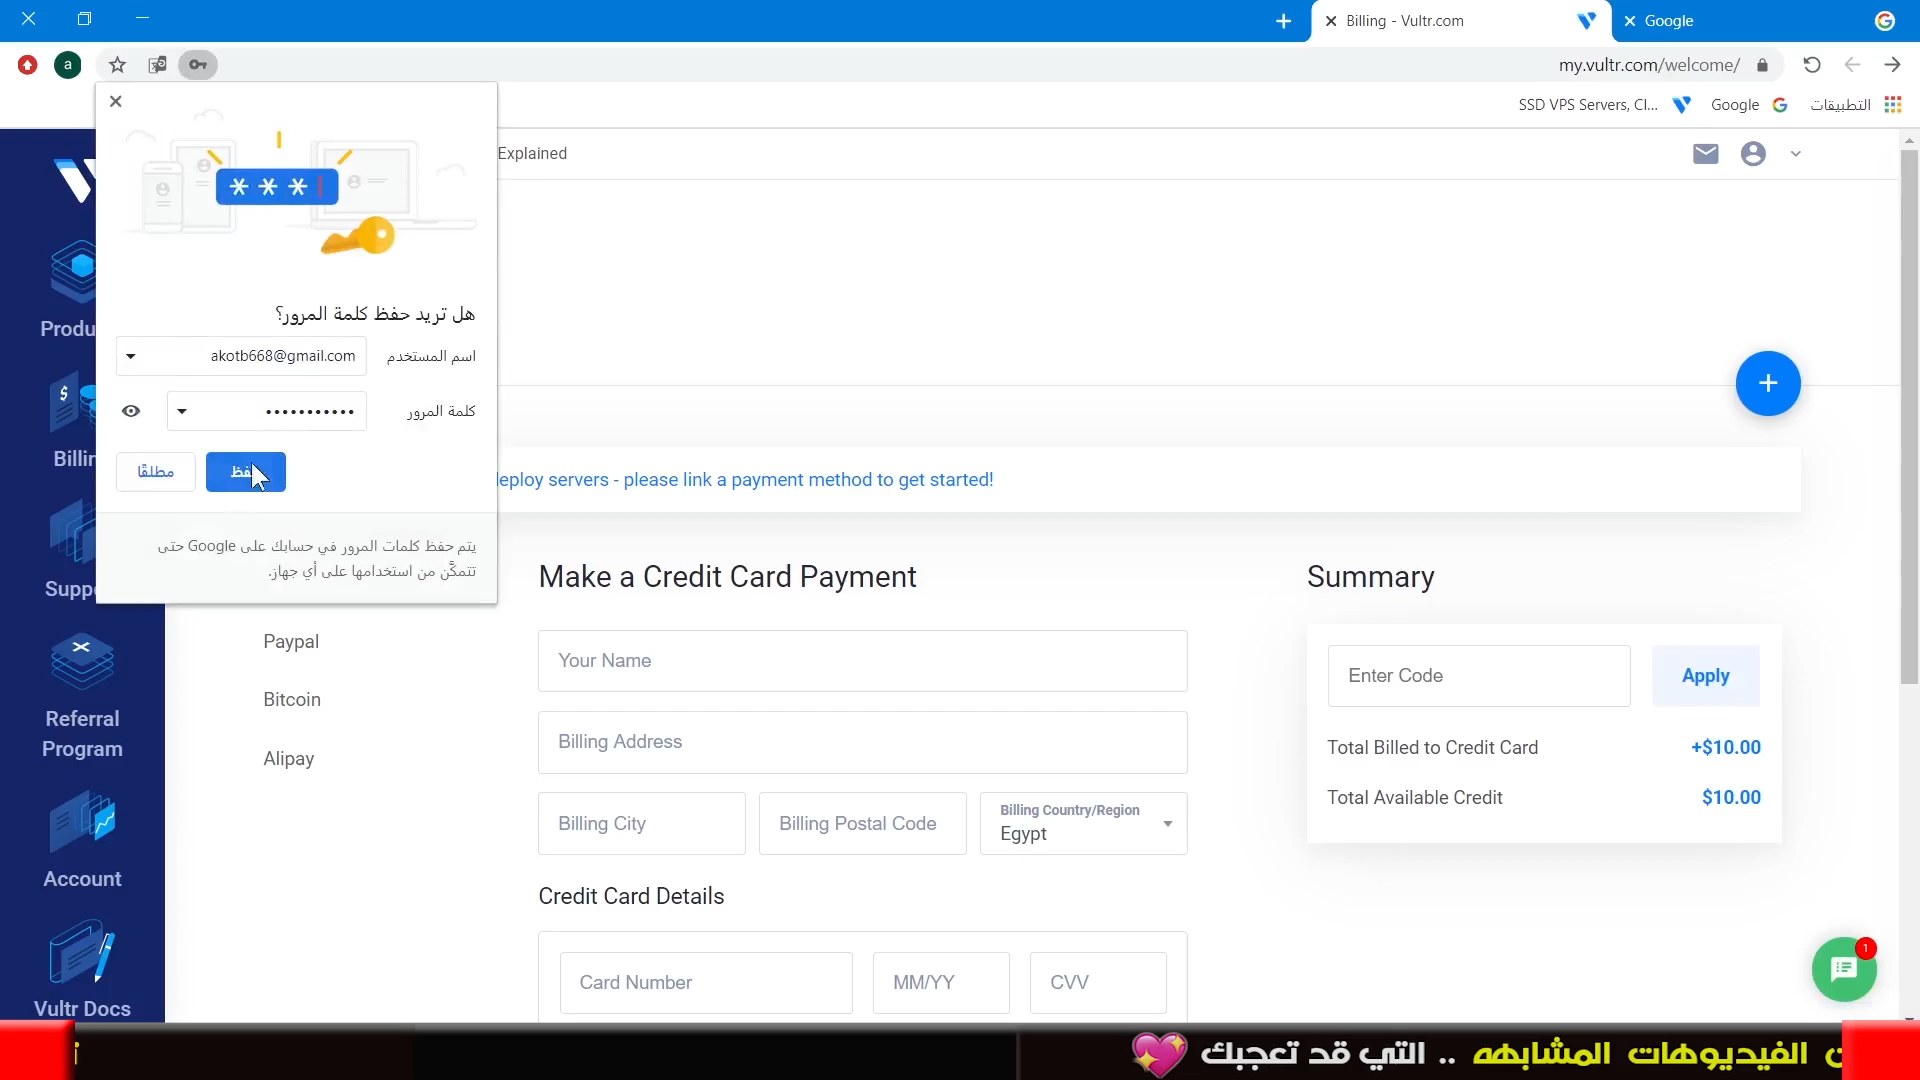 Billing - Vultr.com
Google
a
my.vultr.com/welcome/
SSD VPS Servers, Cl...
Google
التطبيقات
Explained
هل تريد حفظ كلمة المرور؟
اسم المستخدم
akotb668@gmail.com
كلمة المرور
•••••••••••
مطلقًا
يتم حفظ كلمات المرور في حسابك على Google حتى
تتمكَّن من استخدامها على أي جهاز.
deploy servers - please link a payment method to get started!
Referral
Program
Account
Vultr Docs
Paypal
Bitcoin
Alipay
Make a Credit Card Payment
Your Name
Billing Address
Billing City
Billing Postal Code
Billing Country/Region
Egypt
Credit Card Details
Card Number
MM/YY
CVV
Summary
Enter Code
Apply
Total Billed to Credit Card
+$10.00
Total Available Credit
$10.00
1
الفيديوهات المشابهه .. التي قد تعجبك